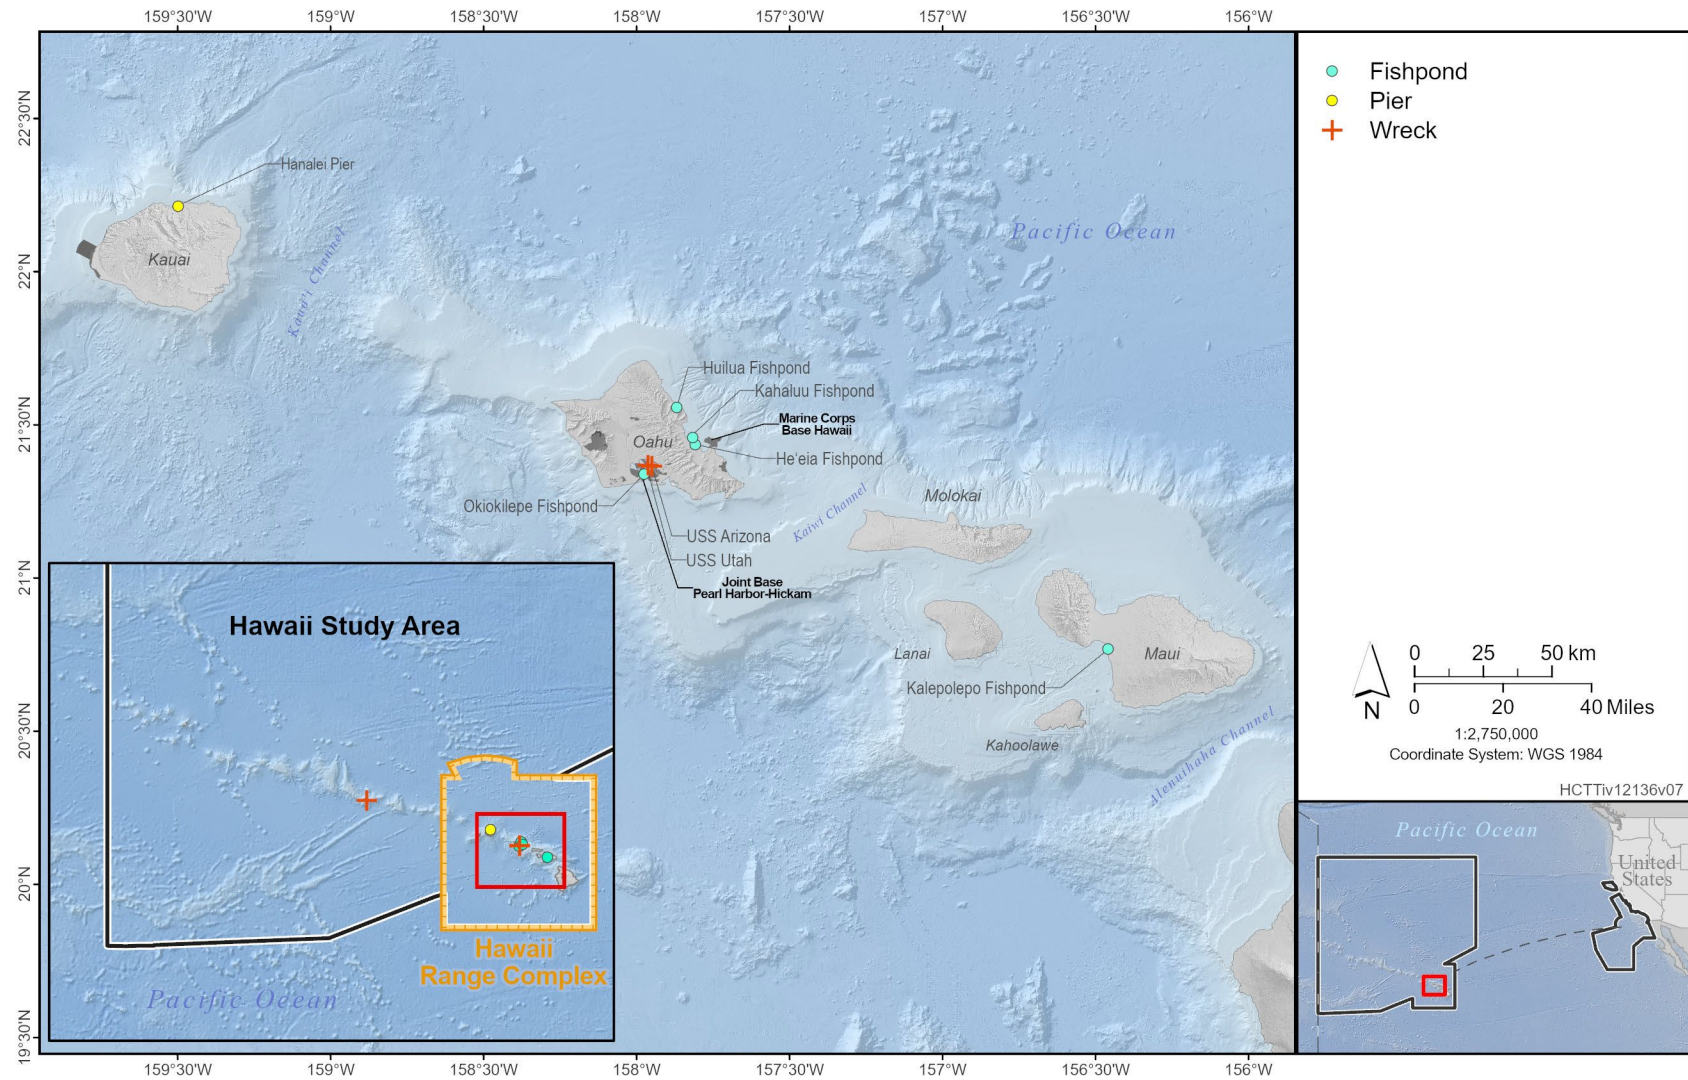 159°30'W 159°W 158°30'W 158°W 157°30'W 157°W 156°30'W 156°W
22°30'N
22°N
21°30'N
21°N
20°30'N
20°N
19°30'N
Hanalei Pier
Kauai
Kaua'i Channel
Pacific Ocean
Huilua Fishpond
Kahaluu Fishpond
Marine Corps
Base Hawaii
Oahu
He'eia Fishpond
Okiokilepe Fishpond
USS Arizona
USS Utah
Joint Base
Pearl Harbor-Hickam
Kaiwi Channel
Molokai
Lanai
Maui
Kalepolepo Fishpond
Kahoolawe
Alenuihaha Channel
Hawaii Study Area
Hawaii
Range Complex
Pacific Ocean
159°30'W 159°W 158°30'W 158°W 157°30'W 157°W 156°30'W 156°W
Fishpond
Pier
Wreck
N
0 25 50 km
0 20 40 Miles
1:2,750,000
Coordinate System: WGS 1984
HCTTiv12136v07
Pacific Ocean
United
States